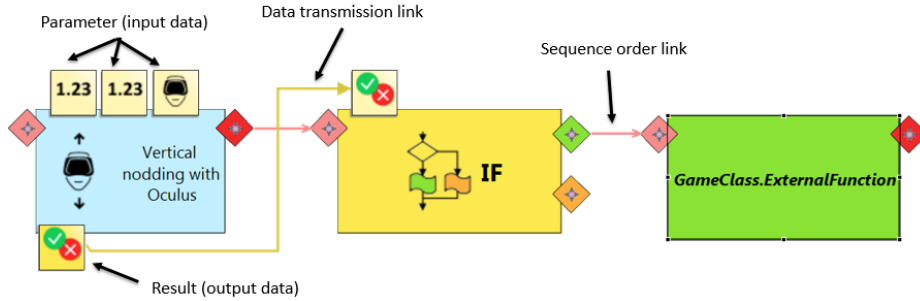 Parameter (input data)
Data transmission link
Sequence order link
1.23
1.23
Vertical
nodding with
Oculus
IF
GameClass.ExternalFunction
Result (output data)